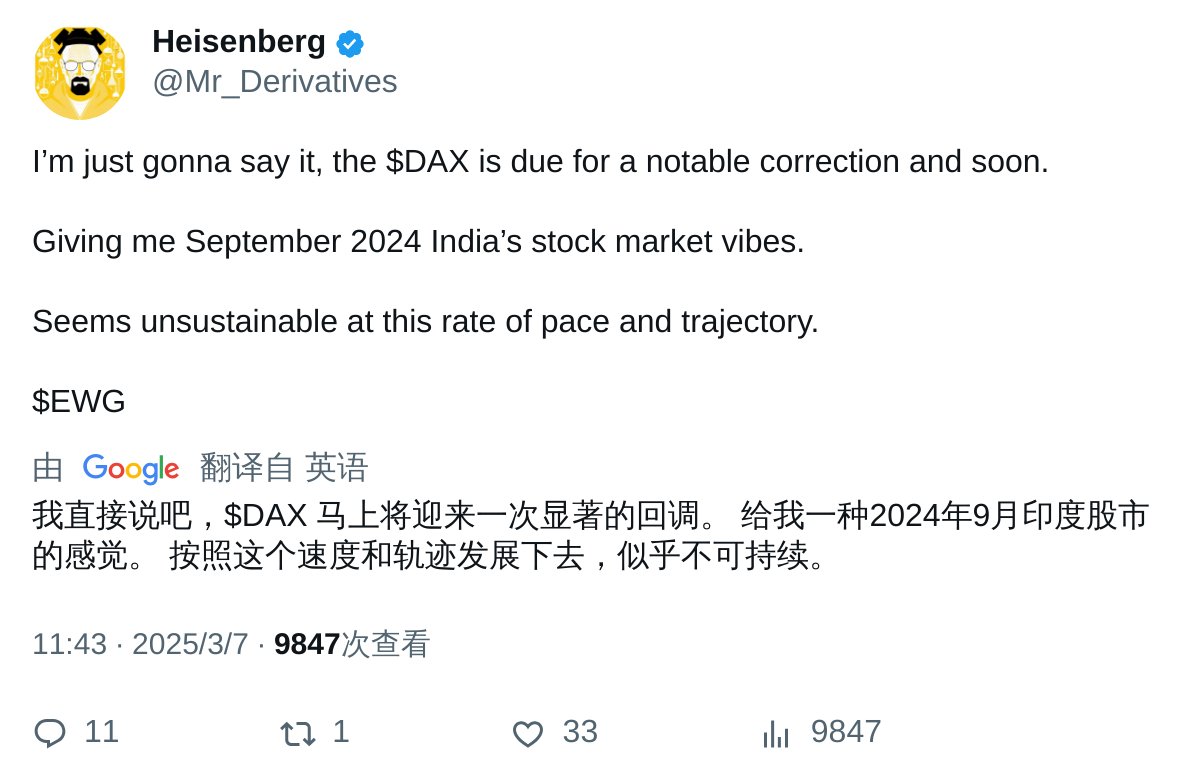 Heisenberg
@Mr_Derivatives
I’m just gonna say it, the $DAX is due for a notable correction and soon.
Giving me September 2024 India’s stock market vibes.
Seems unsustainable at this rate of pace and trajectory.
$EWG
由 Google 翻译自 英语
我直接说吧，$DAX 马上将迎来一次显著的回调。 给我一种2024年9月印度股市
的感觉。 按照这个速度和轨迹发展下去，似乎不可持续。
11:43 · 2025/3/7 · 9847次查看
11 1 33 9847